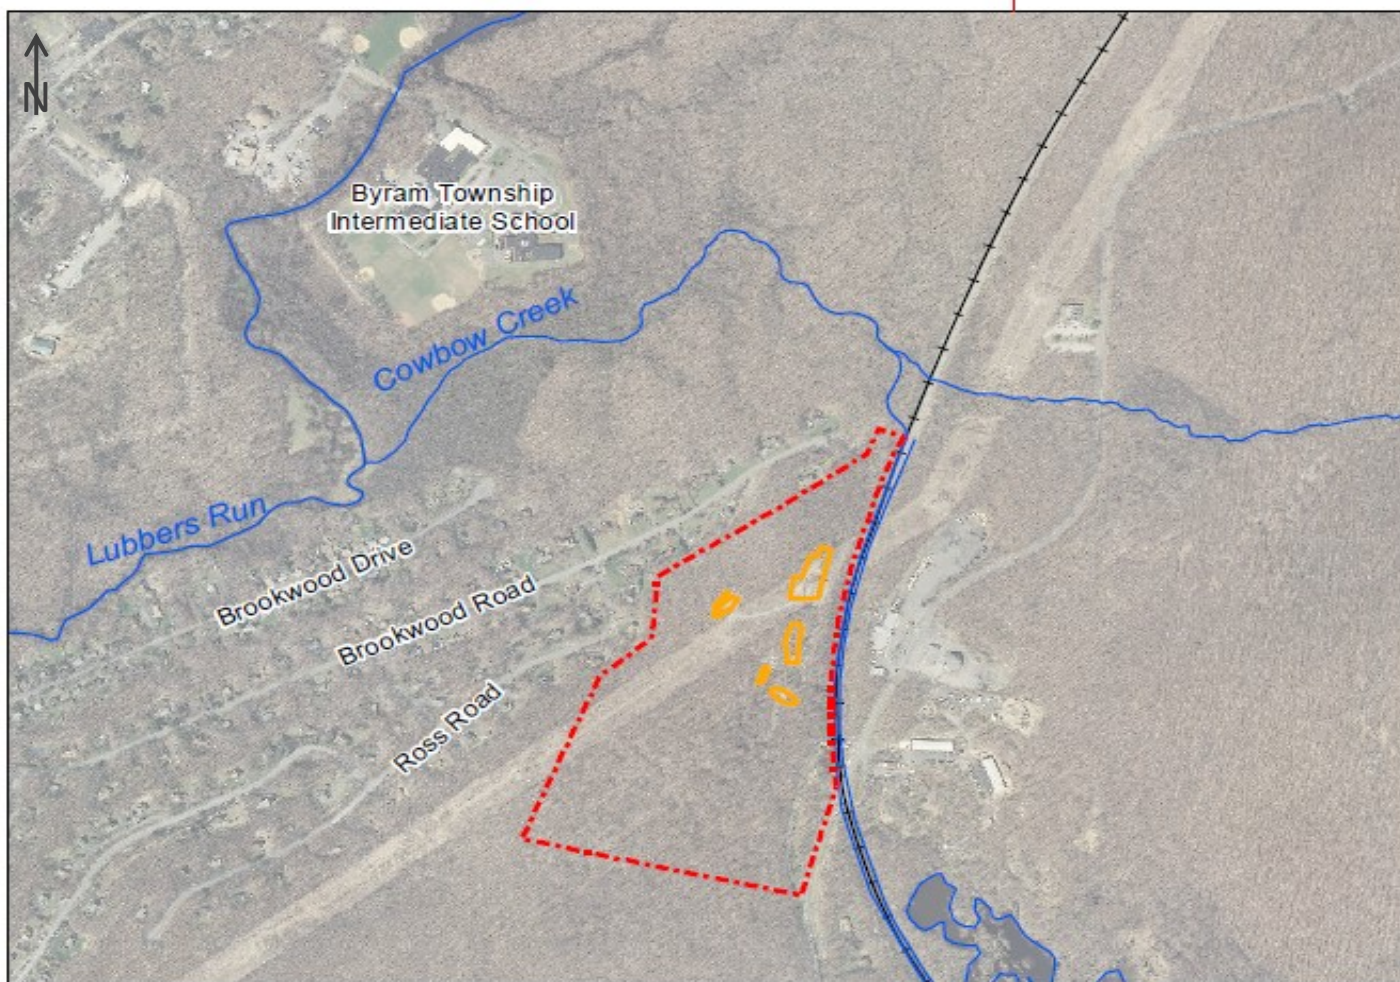 N
Byram Township
Intermediate School
Cowbow Creek
Lubbers Run
Brookwood Drive
Brookwood Road
Ross Road